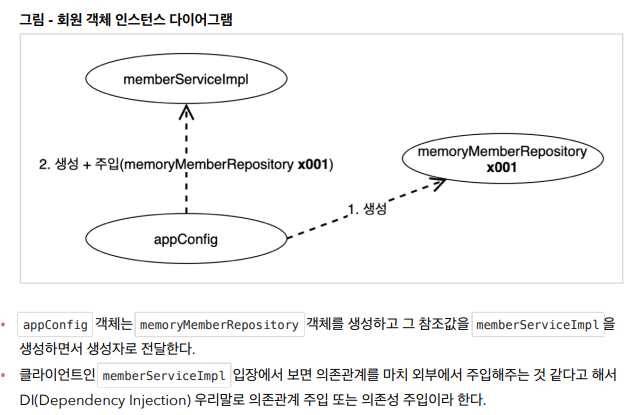 그림 - 회원 객체 인스턴스 다이어그램
memberServiceImpl
2. 생성 + 주입(memoryMemberRepository x001)
memoryMemberRepository
x001
1. 생성
appConfig
• appConfig 객체는 memoryMemberRepository 객체를 생성하고 그 참조값을 memberServiceImpl 을
생성하면서 생성자로 전달한다.
• 클라이언트인 memberServiceImpl 입장에서 보면 의존관계를 마치 외부에서 주입해주는 것 같다고 해서
DI(Dependency Injection) 우리말로 의존관계 주입 또는 의존성 주입이라 한다.